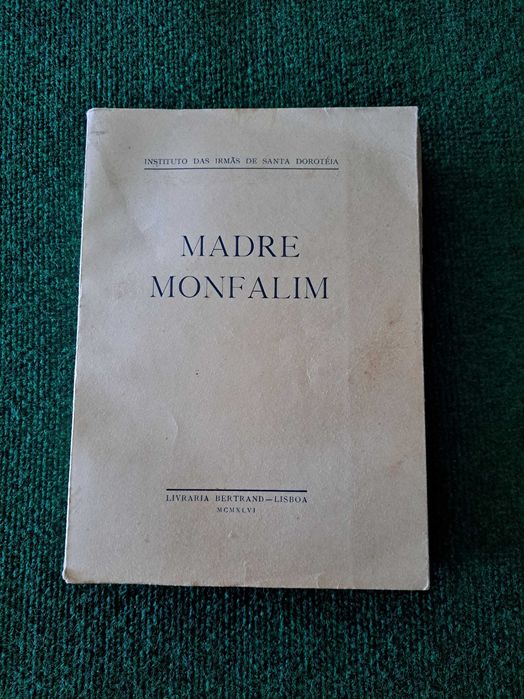 INSTITUTO DAS IRMÃS DE SANTA DOROTÉIA
MADRE
MONFALIM
LIVRARIA BERTRAND—LISBOA
MCMXLVI